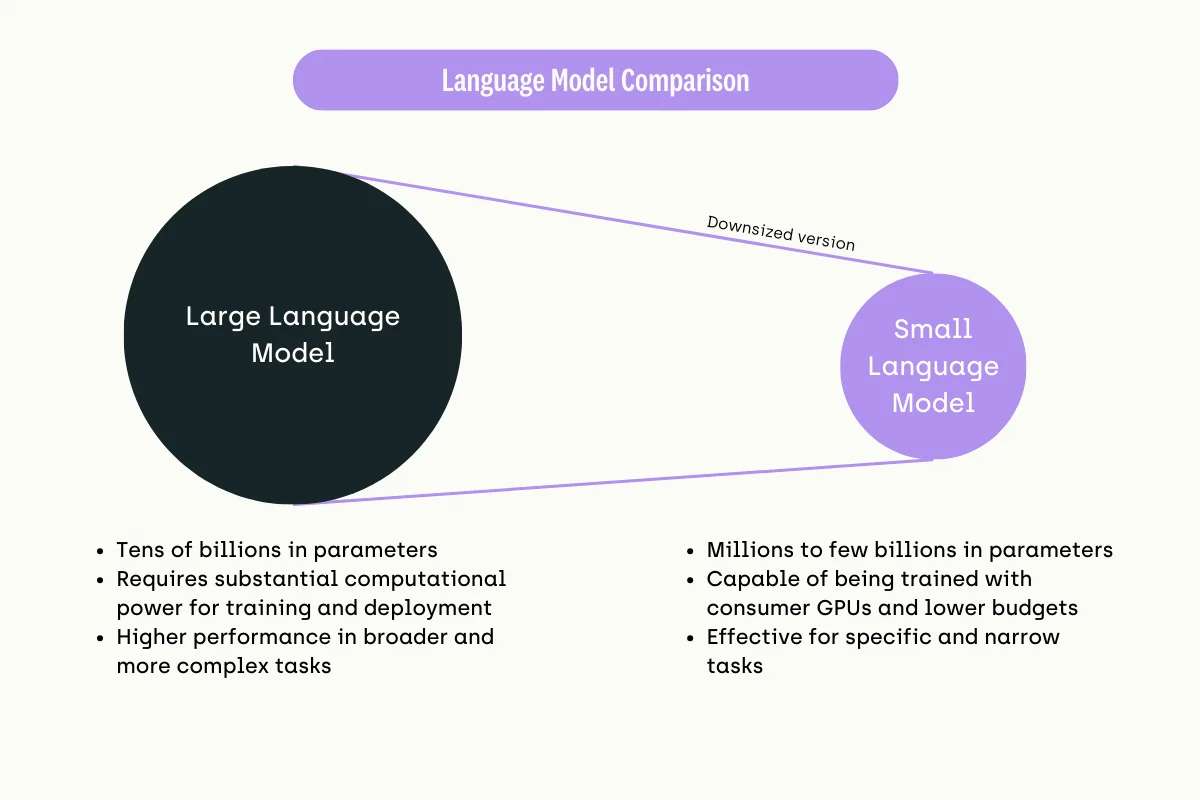 Language Model Comparison
Downsized version
Large Language
Model
Small
Language
Model
• Tens of billions in parameters
• Requires substantial computational
power for training and deployment
• Higher performance in broader and
more complex tasks
• Millions to few billions in parameters
• Capable of being trained with
consumer GPUs and lower budgets
• Effective for specific and narrow
tasks